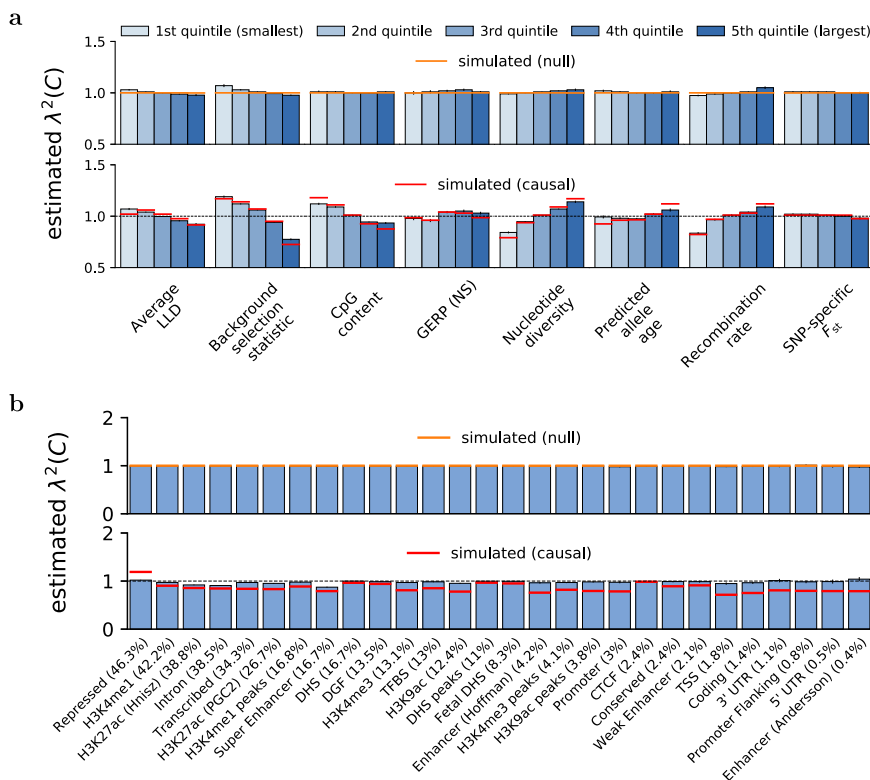 a
1st quintile (smallest) 2nd quintile 3rd quintile 4th quintile 5th quintile (largest)
1.5
simulated (null)
1.0
0.5
estimated λ²(C)
1.5
simulated (causal)
1.0
0.5
Average
LLD
Background
selection
statistic
CpG
content
GERP (NS)
Nucleotide
diversity
Predicted
allele
age
Recombination
rate
SNP-specific
Fst
b
2
simulated (null)
1
0
estimated λ²(C)
2
simulated (causal)
1
0
Repressed (46.3%)
H3K4me1 (42.2%)
H3K27ac (Hnisz) (38.8%)
Intron (38.5%)
Transcribed (34.3%)
H3K27ac (PGC2) (26.7%)
H3K4me1 peaks (16.8%)
Super Enhancer (16.7%)
DHS (16.7%)
DGF (13.5%)
H3K4me3 (13.1%)
TFBS (13%)
H3K9ac (12.4%)
DHS peaks (11%)
Fetal DHS (8.3%)
Enhancer (Hoffman) (4.2%)
H3K4me3 peaks (4.1%)
H3K9ac peaks (3.8%)
Promoter (3%)
CTCF (2.4%)
Conserved (2.4%)
Weak Enhancer (2.1%)
TSS (1.8%)
Coding (1.4%)
3' UTR (1.1%)
Promoter Flanking (0.8%)
5' UTR (0.5%)
Enhancer (Andersson) (0.4%)